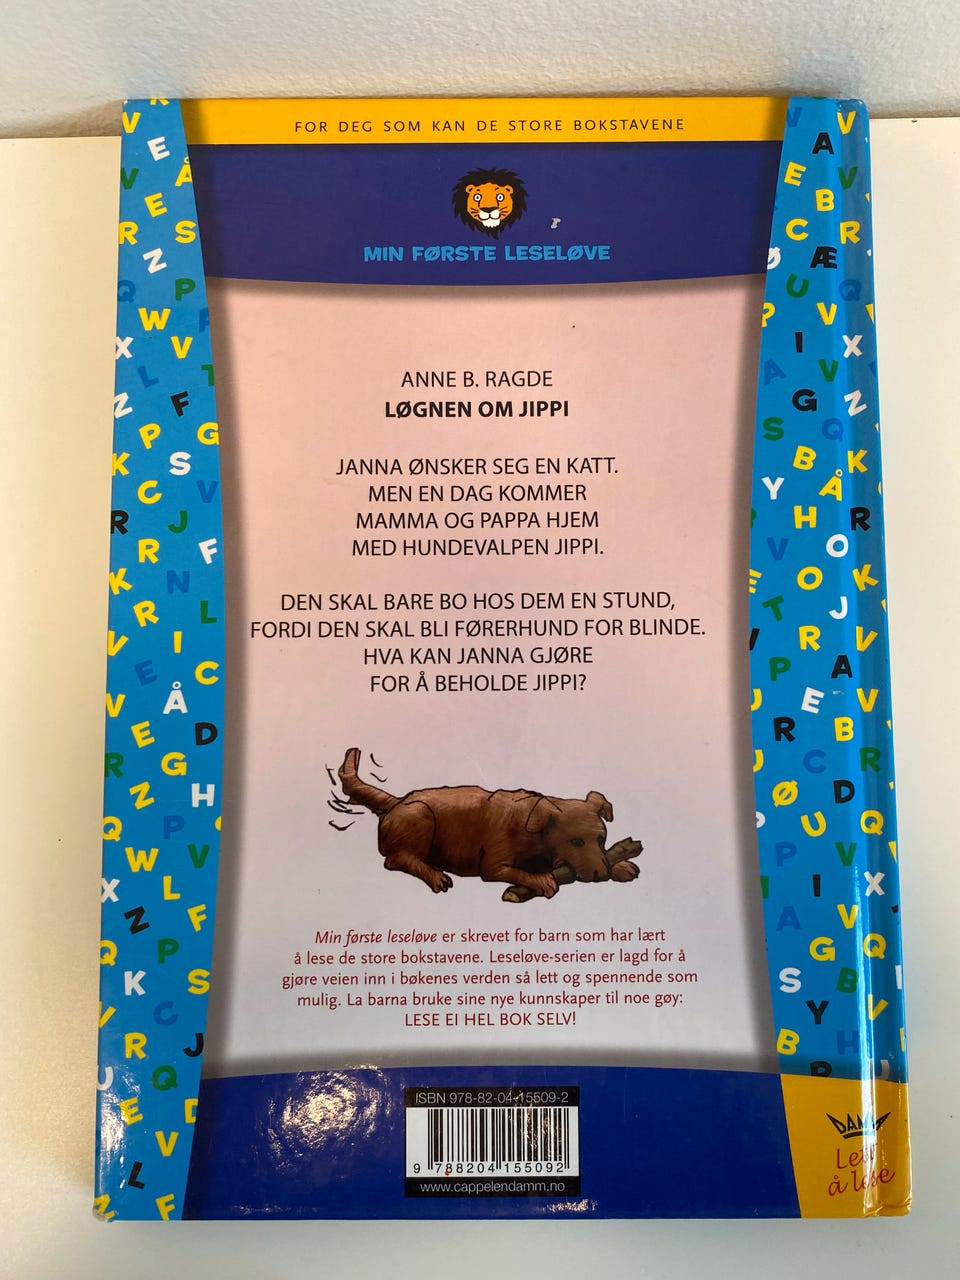 FOR DEG SOM KAN DE STORE BOKSTAVENE
MIN FØRSTE LESELØVE
ANNE B. RAGDE
LØGNEN OM JIPPI
JANNA ØNSKER SEG EN KATT.
MEN EN DAG KOMMER
MAMMA OG PAPPA HJEM
MED HUNDEVALPEN JIPPI.
DEN SKAL BARE BO HOS DEM EN STUND,
FORDI DEN SKAL BLI FØRERHUND FOR BLINDE.
HVA KAN JANNA GJØRE
FOR Å BEHOLDE JIPPI?
Min første leseløve er skrevet for barn som har lært
å lese de store bokstavene. Leseløve-serien er lagd for å
gjøre veien inn i bøkenes verden så lett og spennende som
mulig. La barna bruke sine nye kunnskaper til noe gøy:
LESE EI HEL BOK SELV!
ISBN 978-82-04-15509-2
9 788204 155092
www.cappelendamm.no
DAMM
Lett
å lese